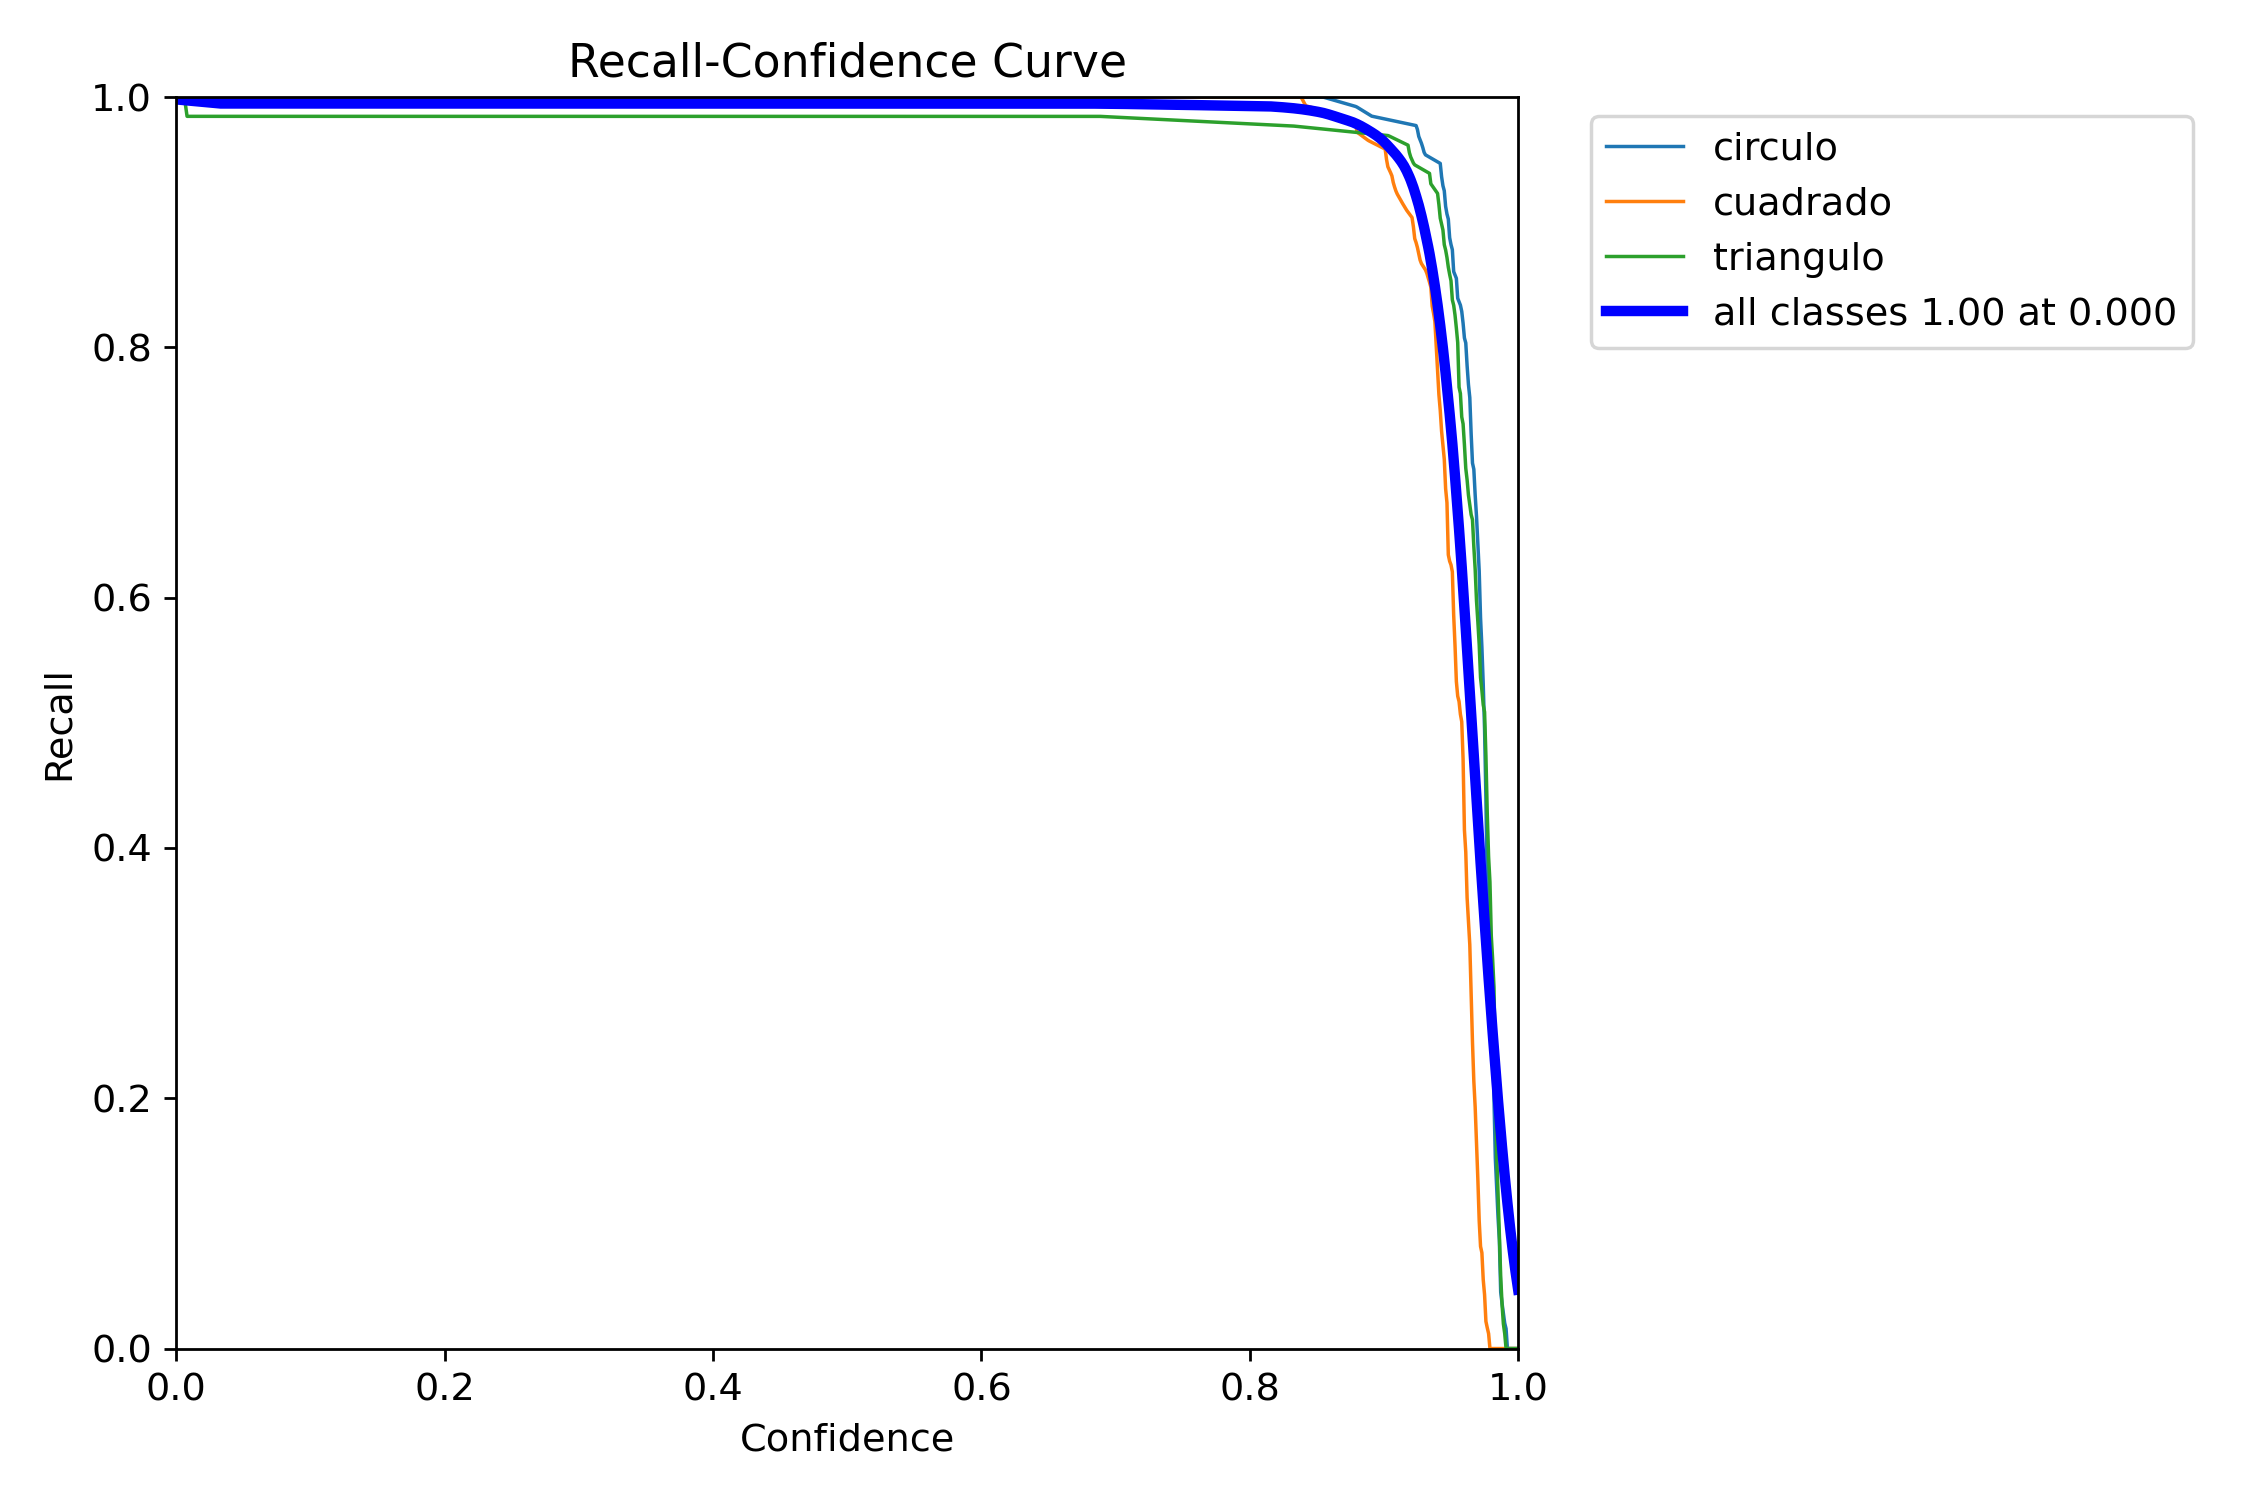 Recall-Confidence Curve
1.0
0.8
0.6
0.4
0.2
0.0
Recall
0.0 0.2 0.4 0.6 0.8 1.0
Confidence
circulo
cuadrado
triangulo
all classes 1.00 at 0.000